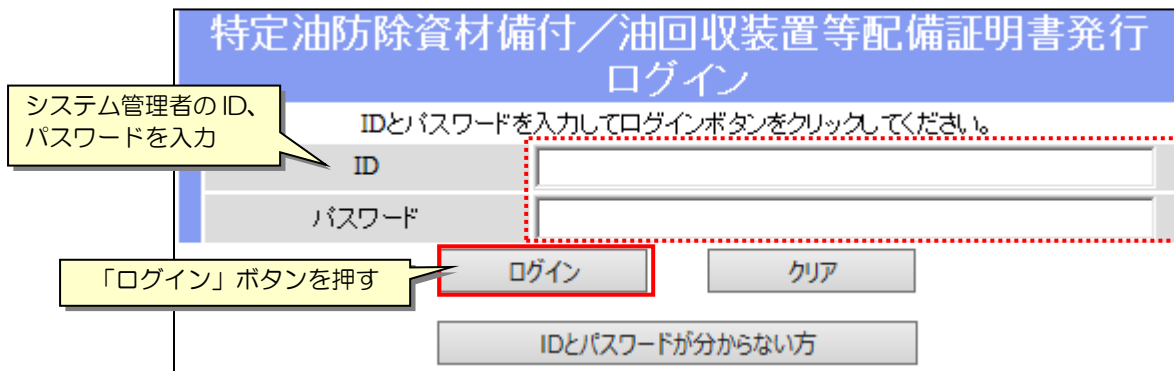 特定油防除資材備付／油回収装置等配備証明書発行
ログイン
システム管理者の ID、
パスワードを入力
IDとパスワードを入力してログインボタンをクリックしてください。
ID
パスワード
「ログイン」ボタンを押す
ログイン
クリア
IDとパスワードが分からない方